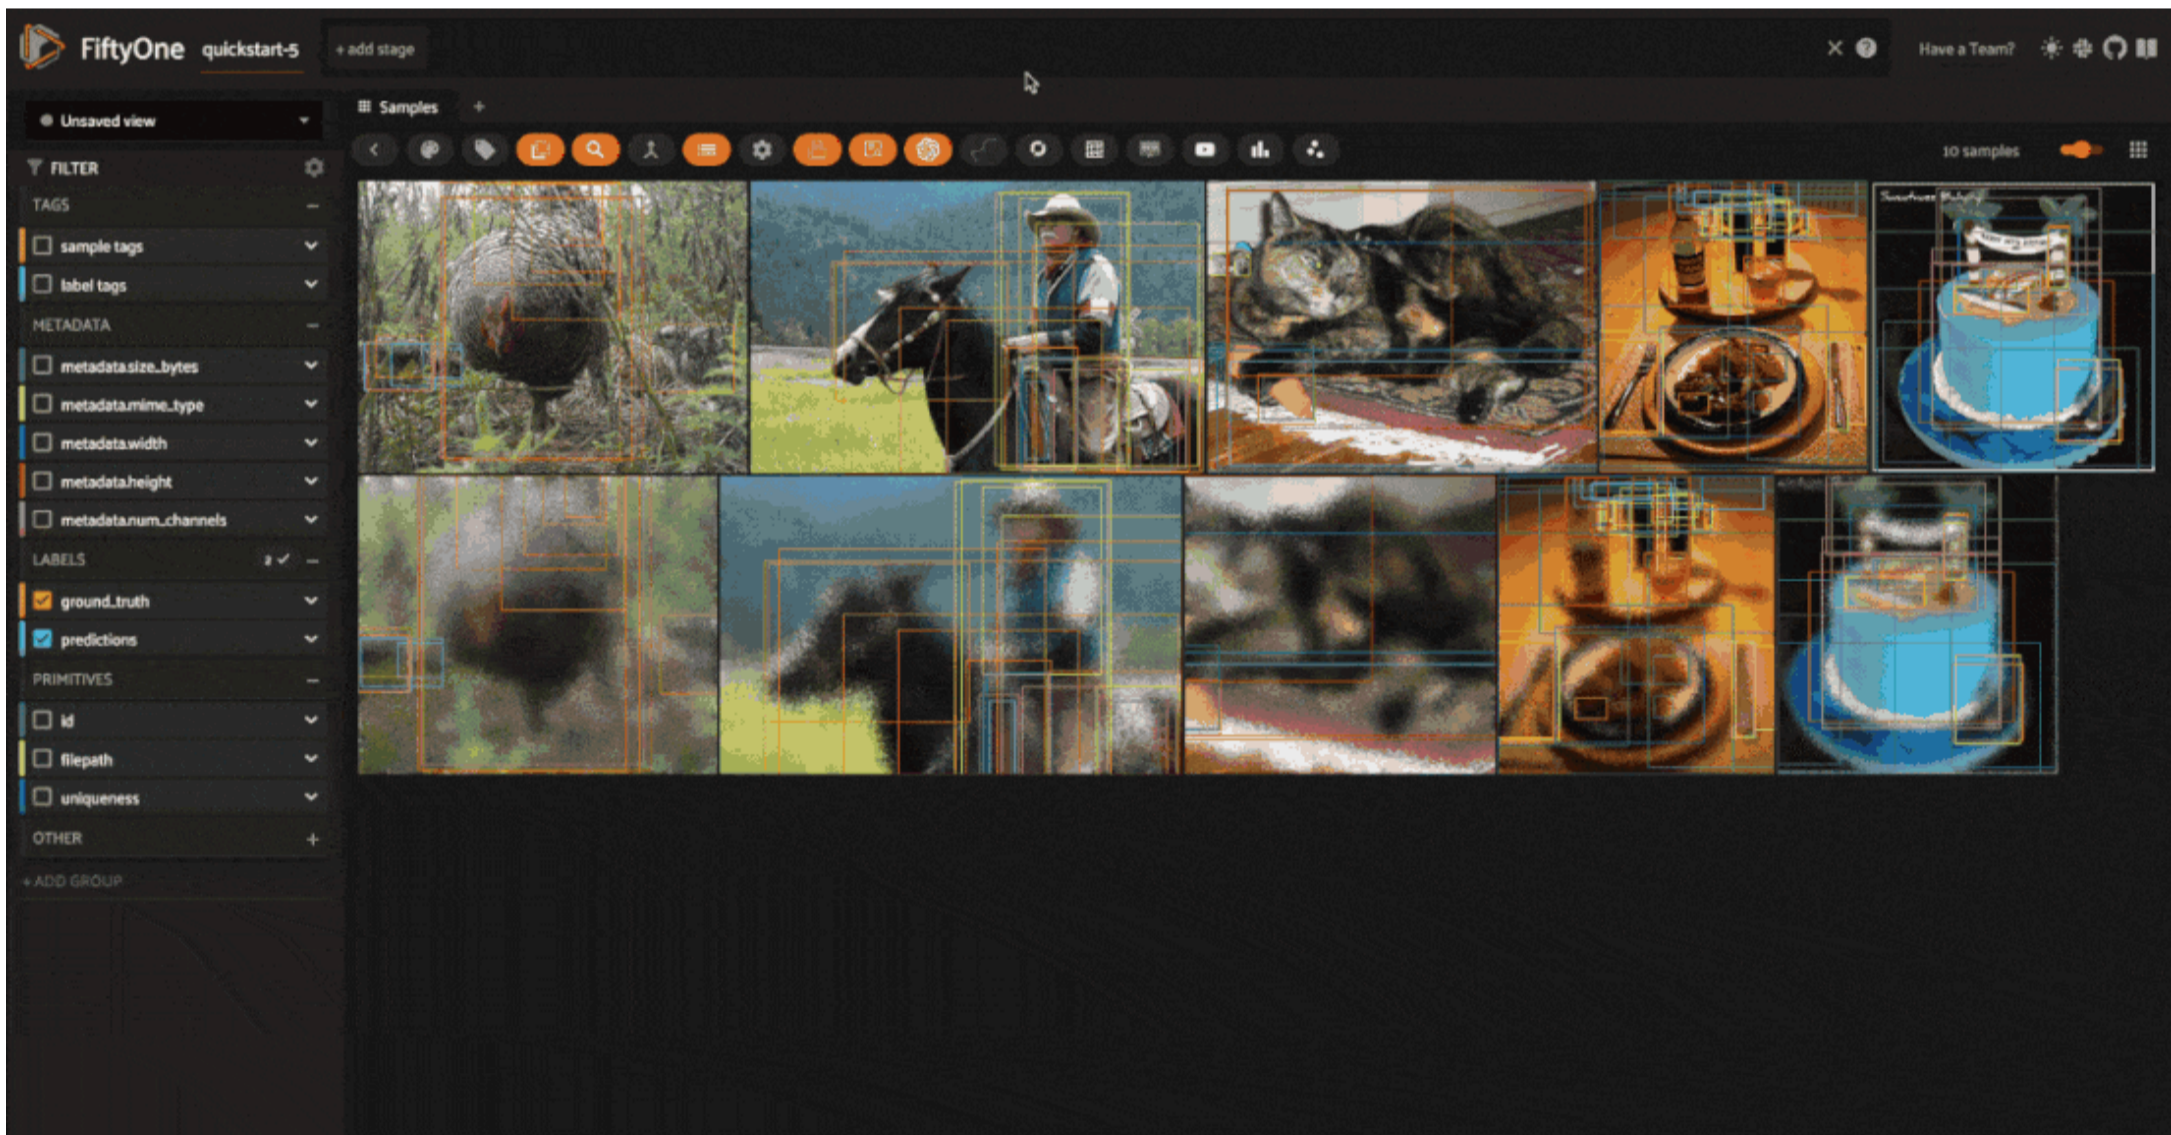 FiftyOne quickstart-5 + add stage Have a Team?
Unsaved view
Samples +
FILTER
10 samples
TAGS
sample tags
label tags
METADATA
metadata.size_bytes
metadata.mime_type
metadata.width
metadata.height
metadata.num_channels
LABELS 2
ground_truth
predictions
PRIMITIVES
id
filepath
uniqueness
OTHER
+ ADD GROUP